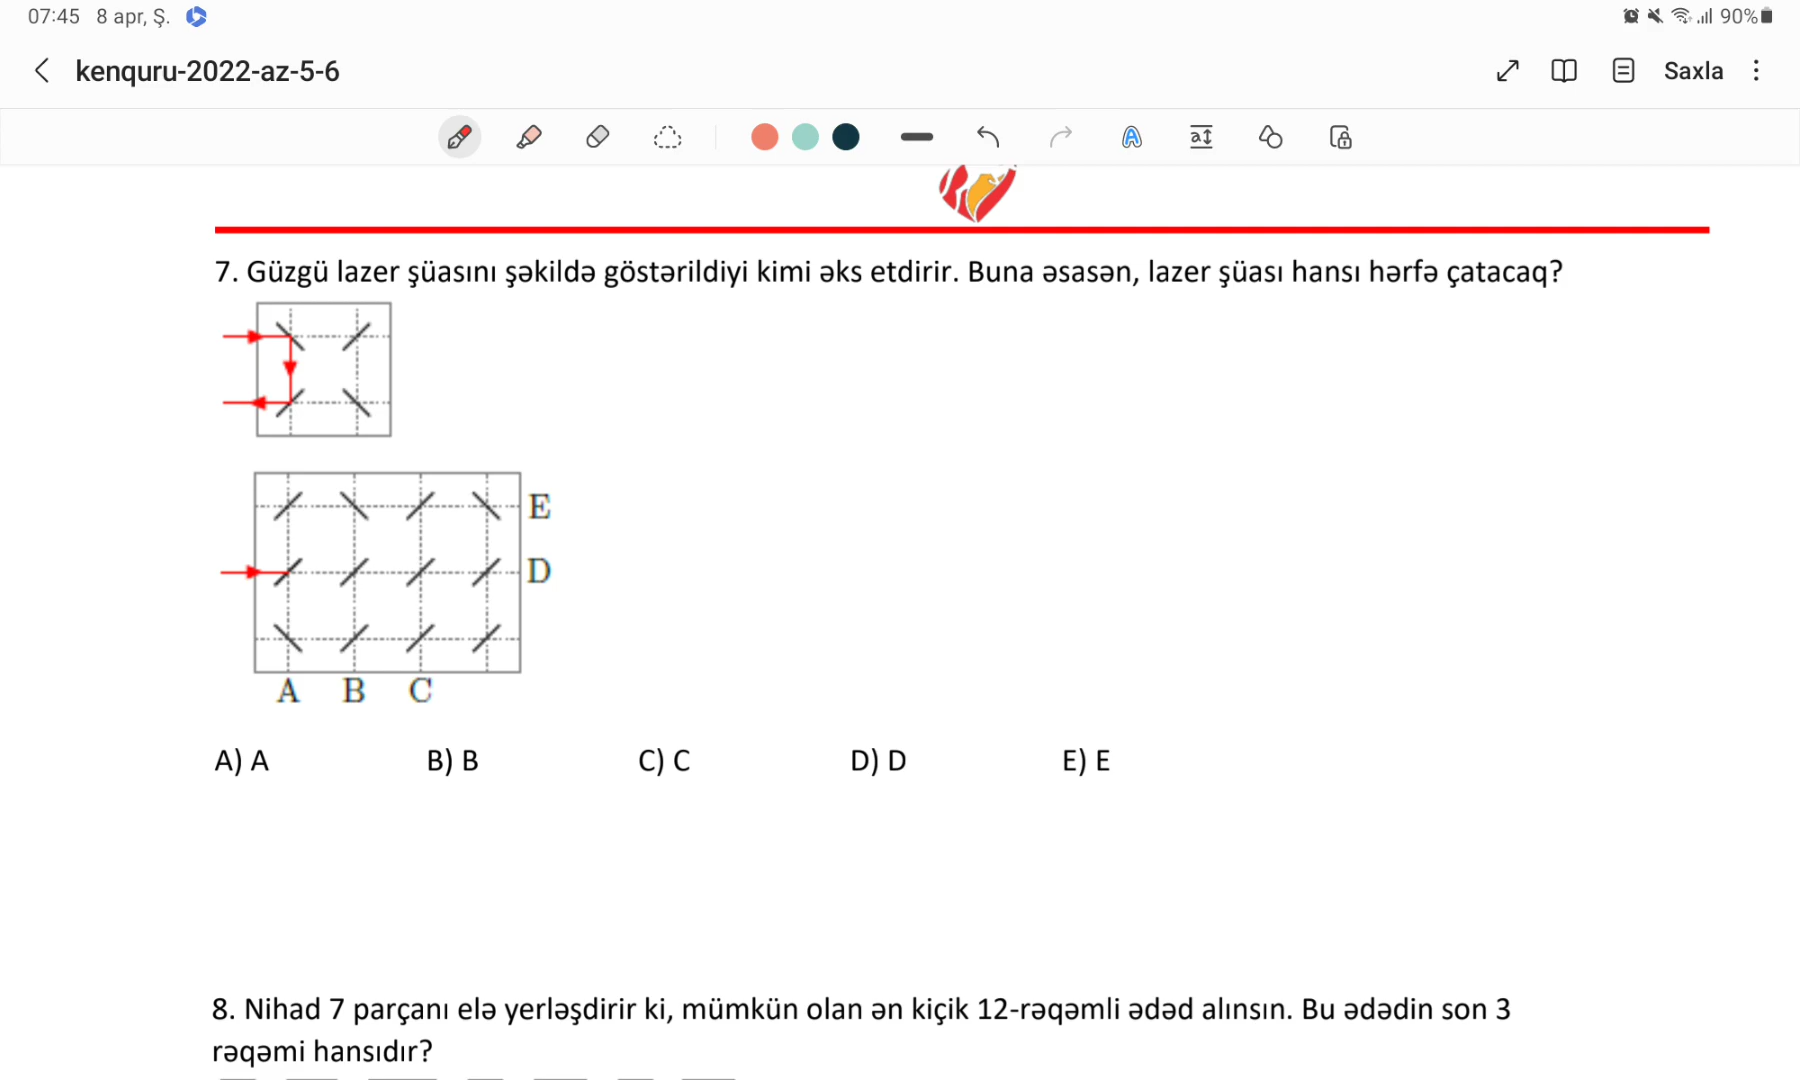 07:45 8 apr, Ş. 90%
kenquru-2022-az-5-6 Saxla
7. Güzgü lazer şüasını şəkildə göstərildiyi kimi əks etdirir. Buna əsasən, lazer şüası hansı hərfə çatacaq?
E
D
A B C
A) A B) B C) C D) D E) E
8. Nihad 7 parçanı elə yerləşdirir ki, mümkün olan ən kiçik 12-rəqəmli ədəd alınsın. Bu ədədin son 3
rəqəmi hansıdır?